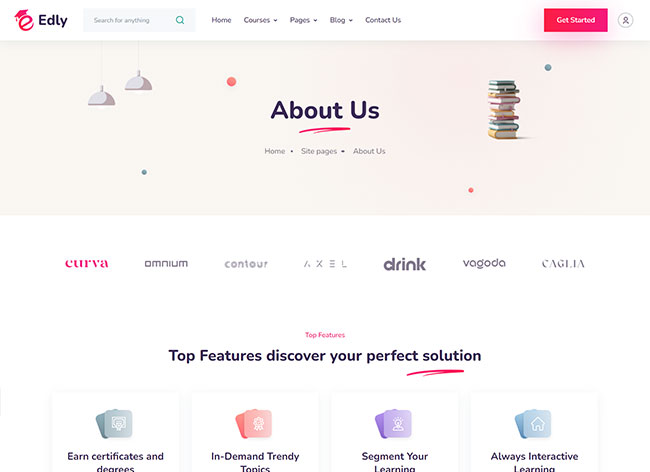 Edly
Search for anything
Home
Courses
Pages
Blog
Contact Us
Get Started
About Us
Home • Site pages • About Us
curva
omnium
contour
AXEL
drink
vagoda
CAGLIA
Top Features
Top Features discover your perfect solution
Earn certificates and
degrees
In-Demand Trendy
Topics
Segment Your
Learning
Always Interactive
Learning